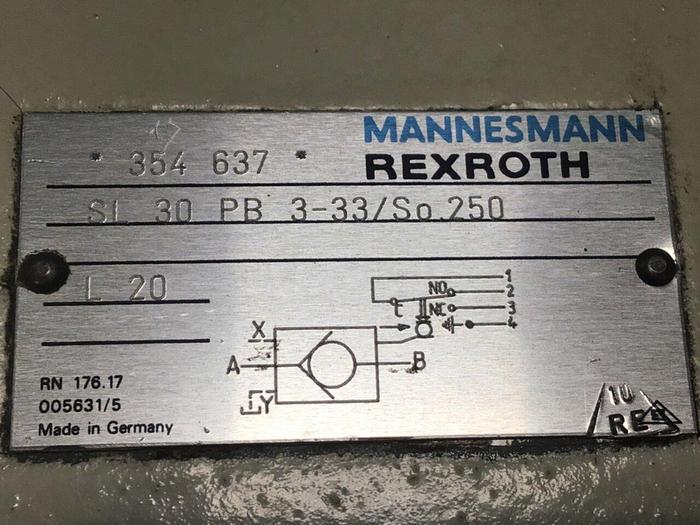 MANNESMANN
REXROTH
* 354 637 *
SL 30 PB 3-33/So.250
L 20
1
NO 2
C NC 3
4
X
A B
Y
RN 176.17
005631/5
Made in Germany
10
RE